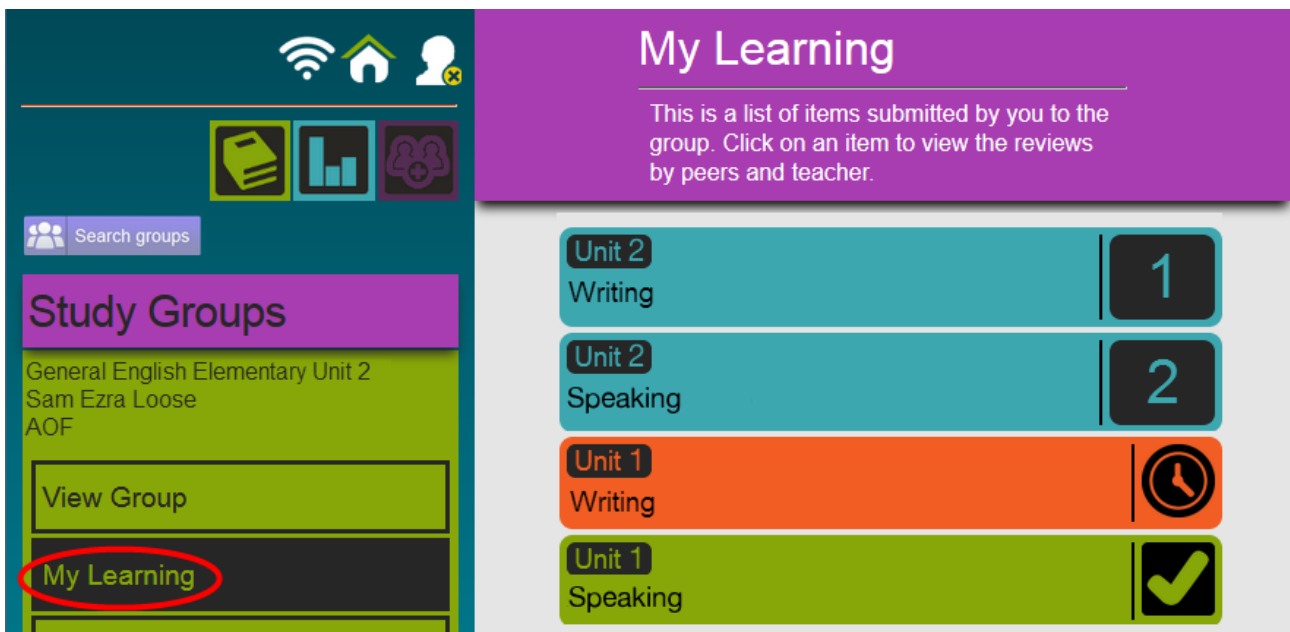 Search groups
Study Groups
General English Elementary Unit 2
Sam Ezra Loose
AOF
View Group
My Learning
My Learning
This is a list of items submitted by you to the
group. Click on an item to view the reviews
by peers and teacher.
Unit 2
Writing
1
Unit 2
Speaking
2
Unit 1
Writing
Unit 1
Speaking